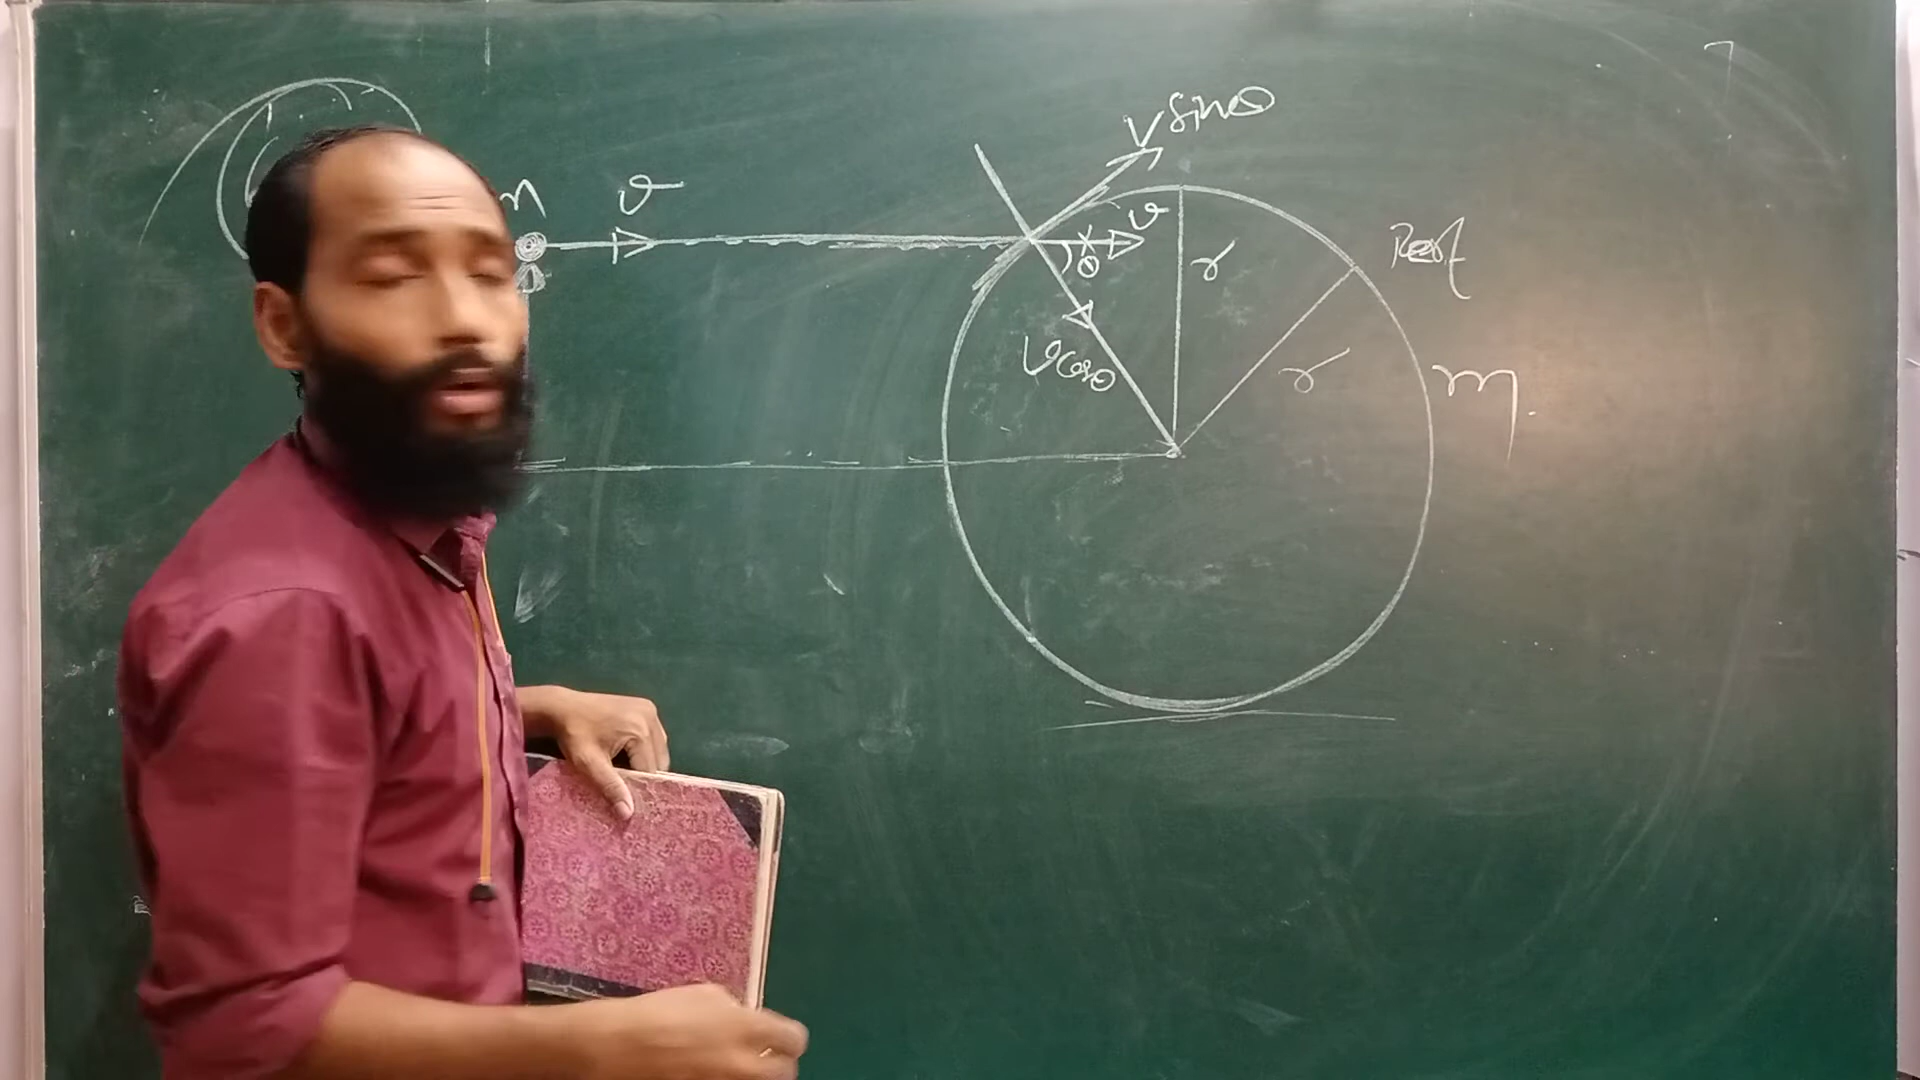 V sinθ
m
v
v
θ
r
Rest
v cosθ
r
m